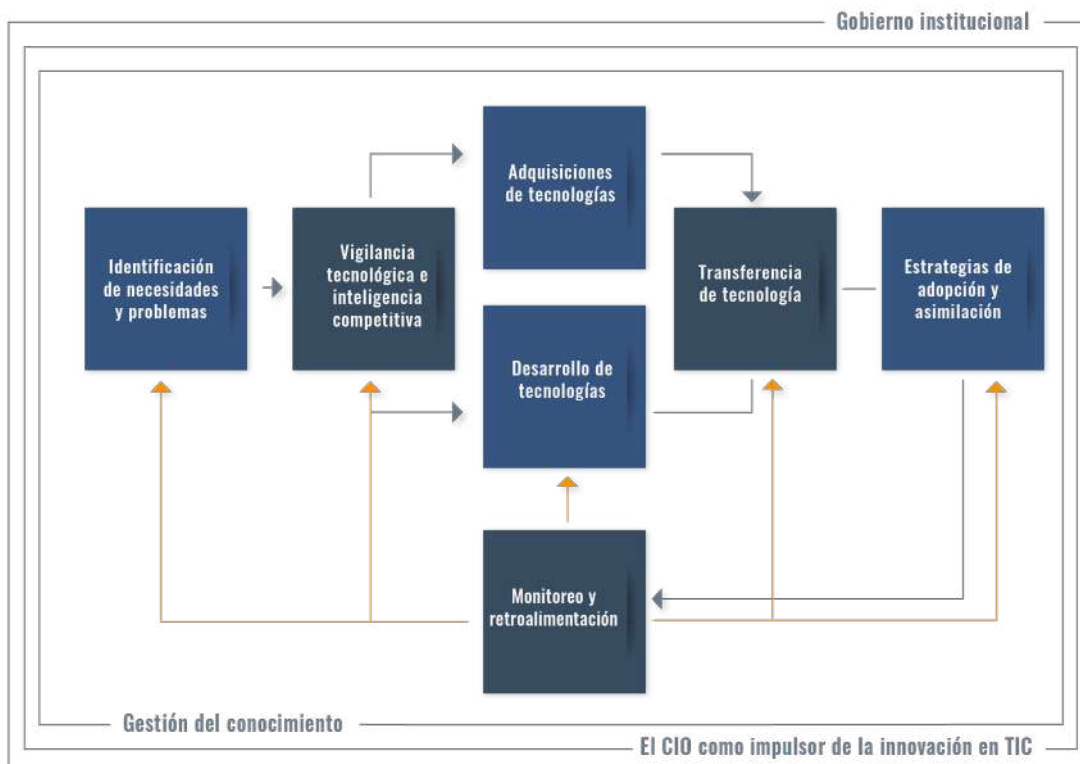 Gobierno institucional
Adquisiciones
de tecnologías
Identificación
de necesidades
y problemas
Vigilancia
tecnológica e
inteligencia
competitiva
Transferencia
de tecnología
Estrategias de
adopción y
asimilación
Desarrollo de
tecnologías
Monitoreo y
retroalimentación
Gestión del conocimiento
El CIO como impulsor de la innovación en TIC